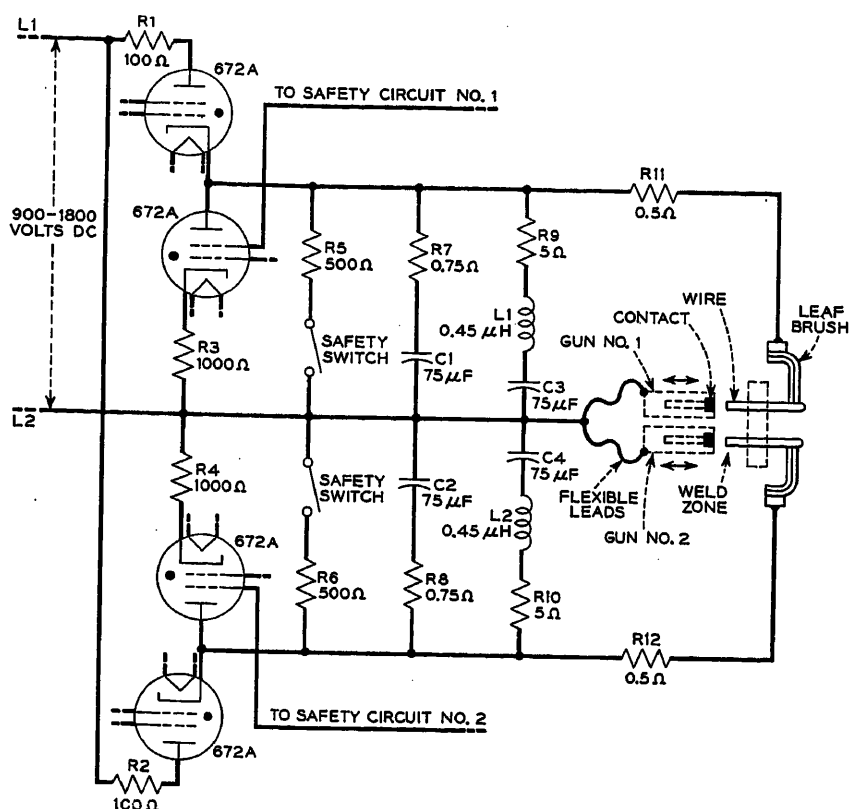 L1
R1
100Ω
672A
TO SAFETY CIRCUIT NO. 1
R11
0.5Ω
672A
900-1800
VOLTS DC
R5
500Ω
R7
0.75Ω
R9
5Ω
WIRE
LEAF
BRUSH
CONTACT
L1
0.45 μH
GUN NO. 1
R3
1000Ω
SAFETY
SWITCH
C1
75μF
C3
75μF
L2
R4
1000Ω
SAFETY
SWITCH
C2
75μF
C4
75μF
FLEXIBLE
LEADS
WELD
ZONE
GUN NO. 2
L2
0.45 μH
672A
R6
500Ω
R8
0.75Ω
R10
5Ω
R12
0.5Ω
TO SAFETY CIRCUIT NO. 2
672A
R2
100Ω